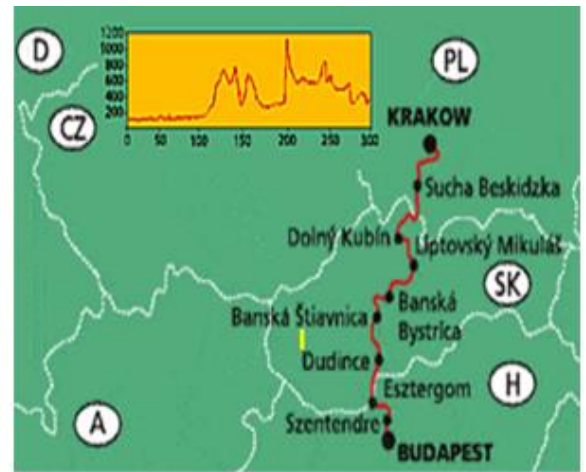 D
CZ
1200
1000
800
600
400
200
0
50
100
150
200
250
300
PL
KRAKOW
Sucha Beskidzka
Dolný Kubín
Liptovský Mikuláš
SK
Banská Štiavnica
Banská
Bystrica
Dudince
Esztergom
H
A
Szentendre
BUDAPEST